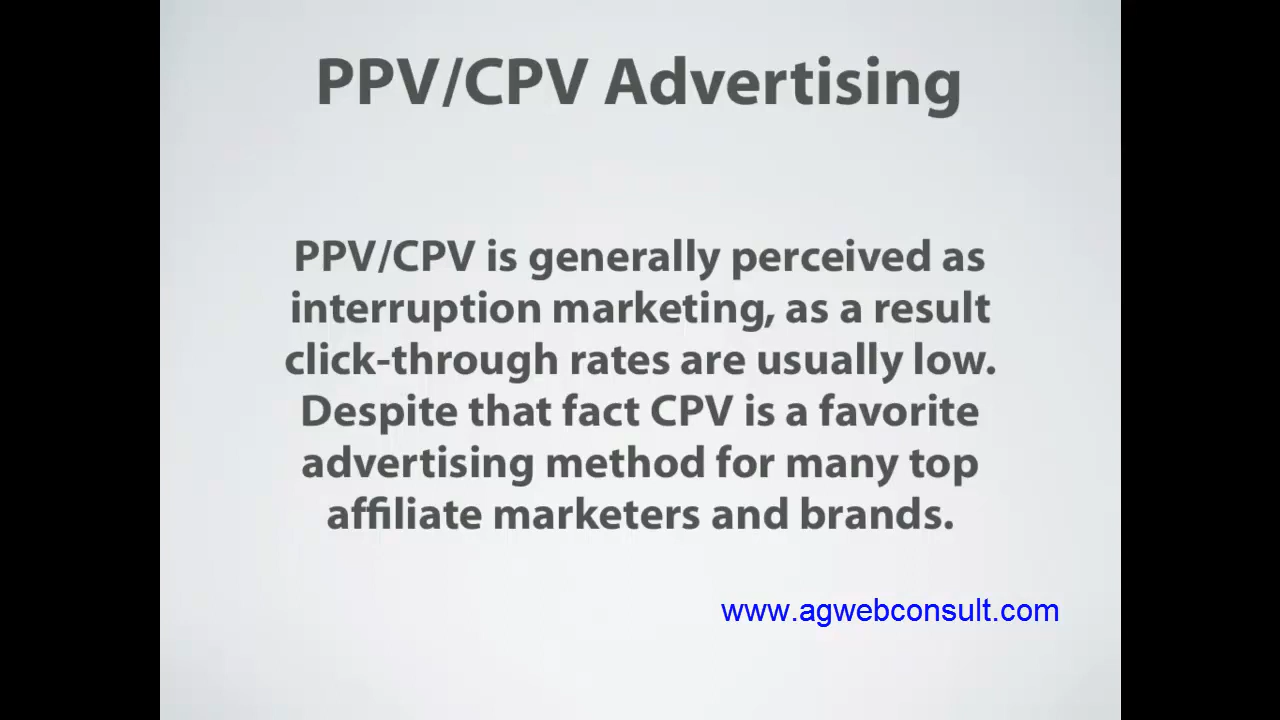 PPV/CPV Advertising
PPV/CPV is generally perceived as
interruption marketing, as a result
click-through rates are usually low.
Despite that fact CPV is a favorite
advertising method for many top
affiliate marketers and brands.
www.agwebconsult.com